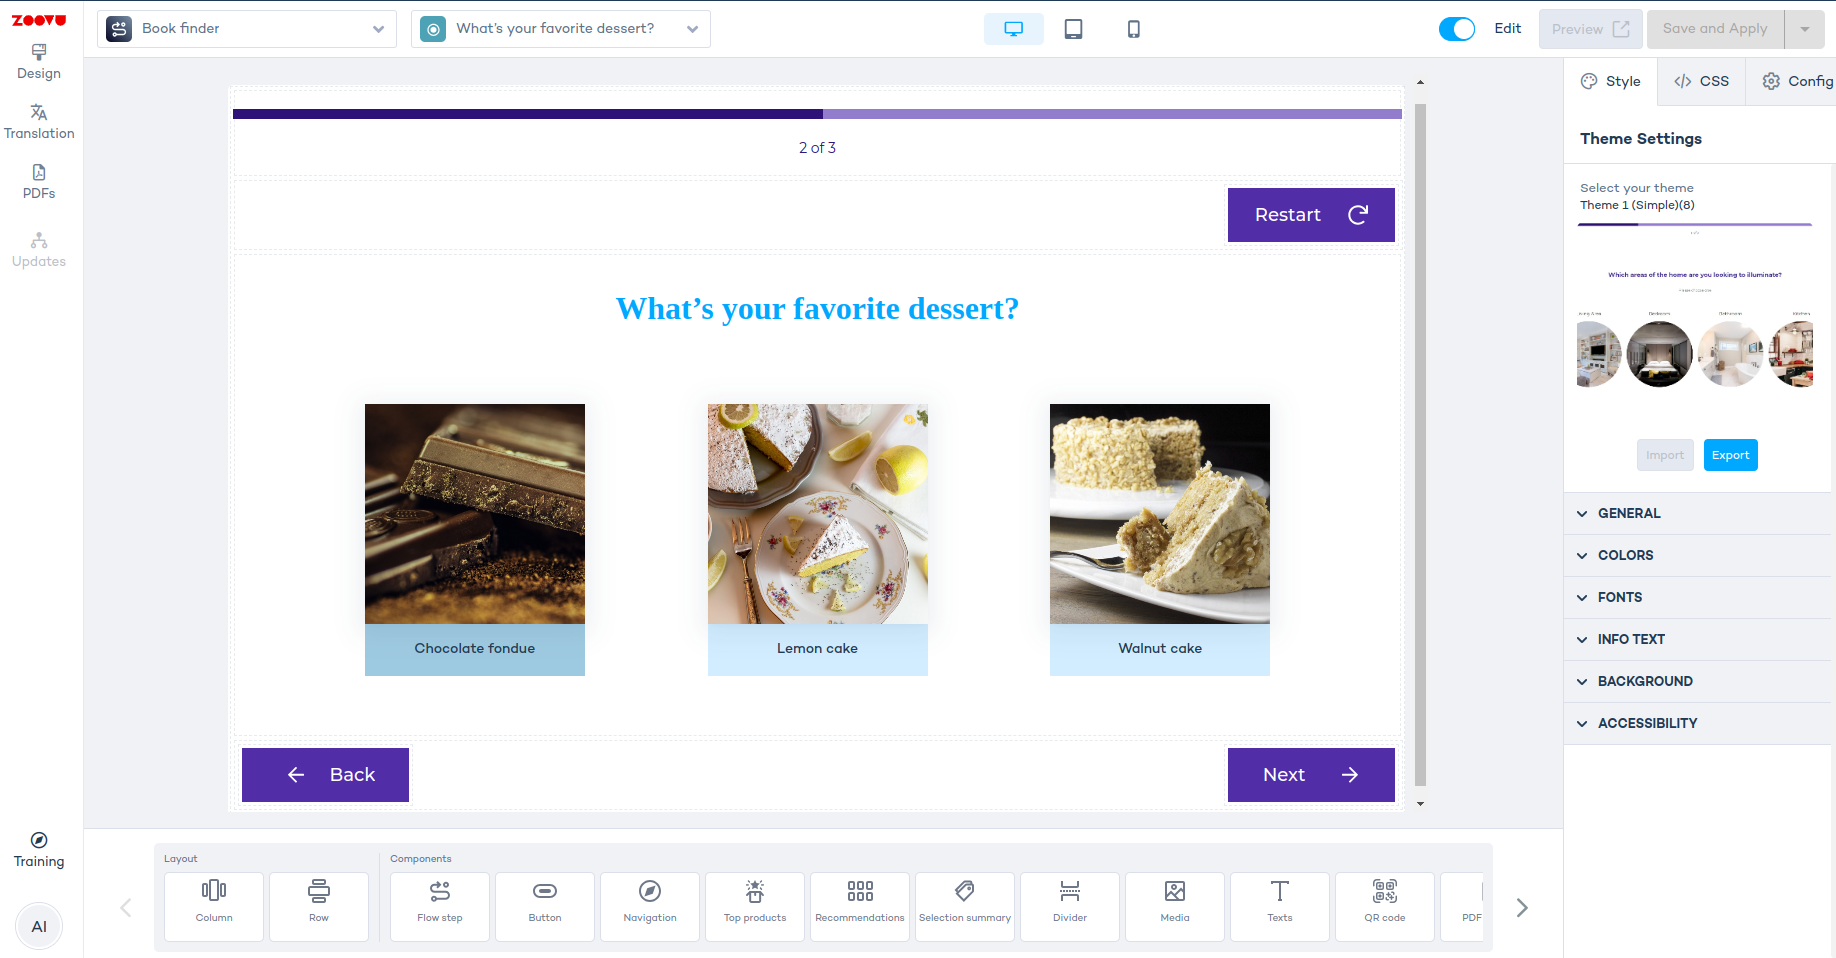 ZOOVU
Book finder
What's your favorite dessert?
Edit
Preview
Save and Apply
Design
Translation
PDFs
Updates
Training
AI
2 of 3
Restart
What's your favorite dessert?
Chocolate fondue
Lemon cake
Walnut cake
Back
Next
Style
CSS
Config
Theme Settings
Select your theme
Theme 1 (Simple)(8)
Which areas of the home are you looking to illuminate?
Bedroom
Bathroom
Kitchen
Import
Export
GENERAL
COLORS
FONTS
INFO TEXT
BACKGROUND
ACCESSIBILITY
Layout
Components
Column
Row
Flow step
Button
Navigation
Top products
Recommendations
Selection summary
Divider
Media
Texts
QR code
PDF